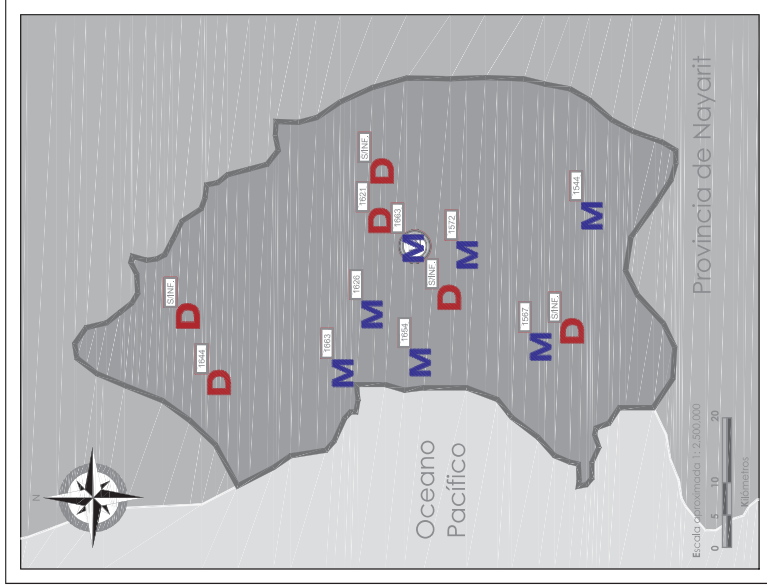 N
S/INF.
D
1644
D
1663
M
1626
M
1621
D
S/INF.
D
1663
M
1654
M
S/INF.
D
1572
M
Oceano
Pacífico
1567
M
S/INF.
D
1544
M
Provincia de Nayarit
Escala aproximada 1: 2,500,000
0 5 10 20
Kilómetros